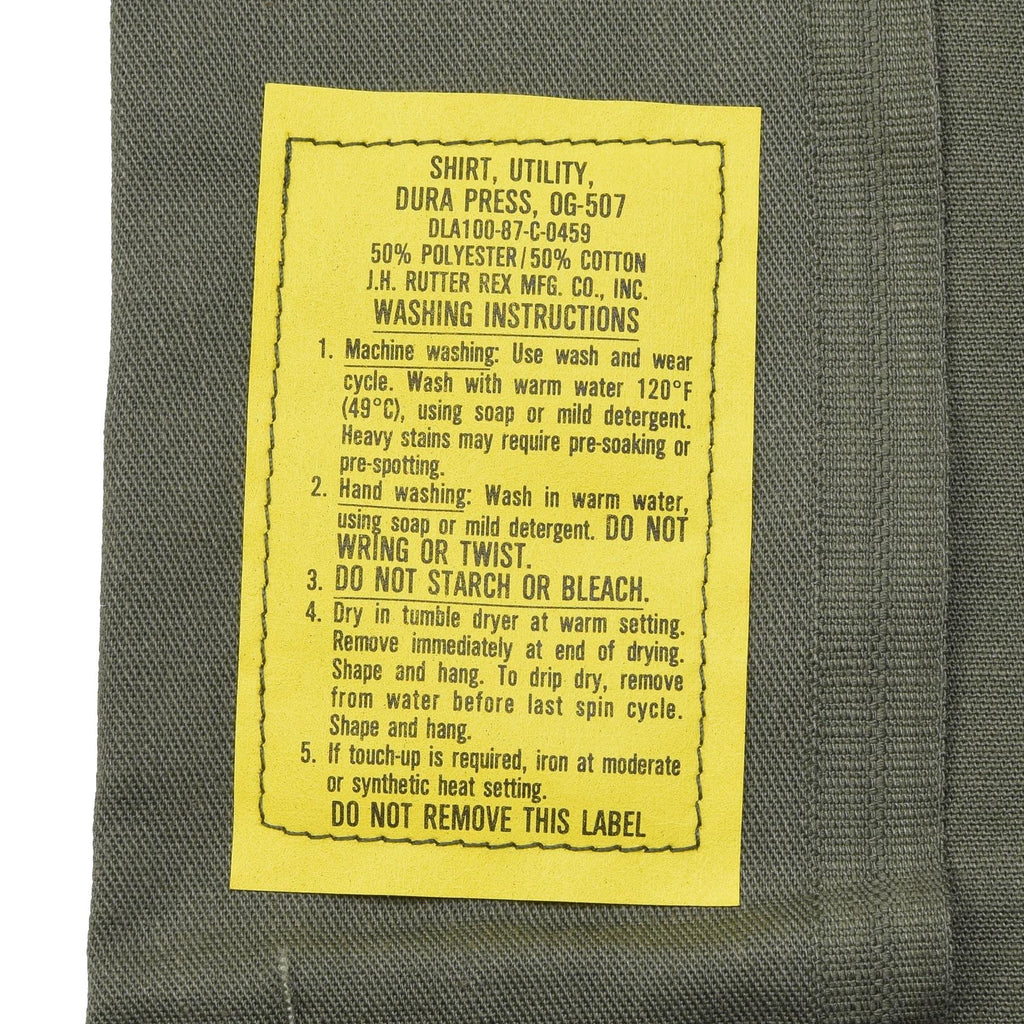 SHIRT, UTILITY,
DURA PRESS, OG-507
DLA100-87-C-0459
50% POLYESTER/50% COTTON
J.H. RUTTER REX MFG. CO., INC.
WASHING INSTRUCTIONS
1. Machine washing: Use wash and wear
cycle. Wash with warm water 120°F
(49°C), using soap or mild detergent.
Heavy stains may require pre-soaking or
pre-spotting.
2. Hand washing: Wash in warm water,
using soap or mild detergent. DO NOT
WRING OR TWIST.
3. DO NOT STARCH OR BLEACH.
4. Dry in tumble dryer at warm setting.
Remove immediately at end of drying.
Shape and hang. To drip dry, remove
from water before last spin cycle.
Shape and hang.
5. If touch-up is required, iron at moderate
or synthetic heat setting.
DO NOT REMOVE THIS LABEL